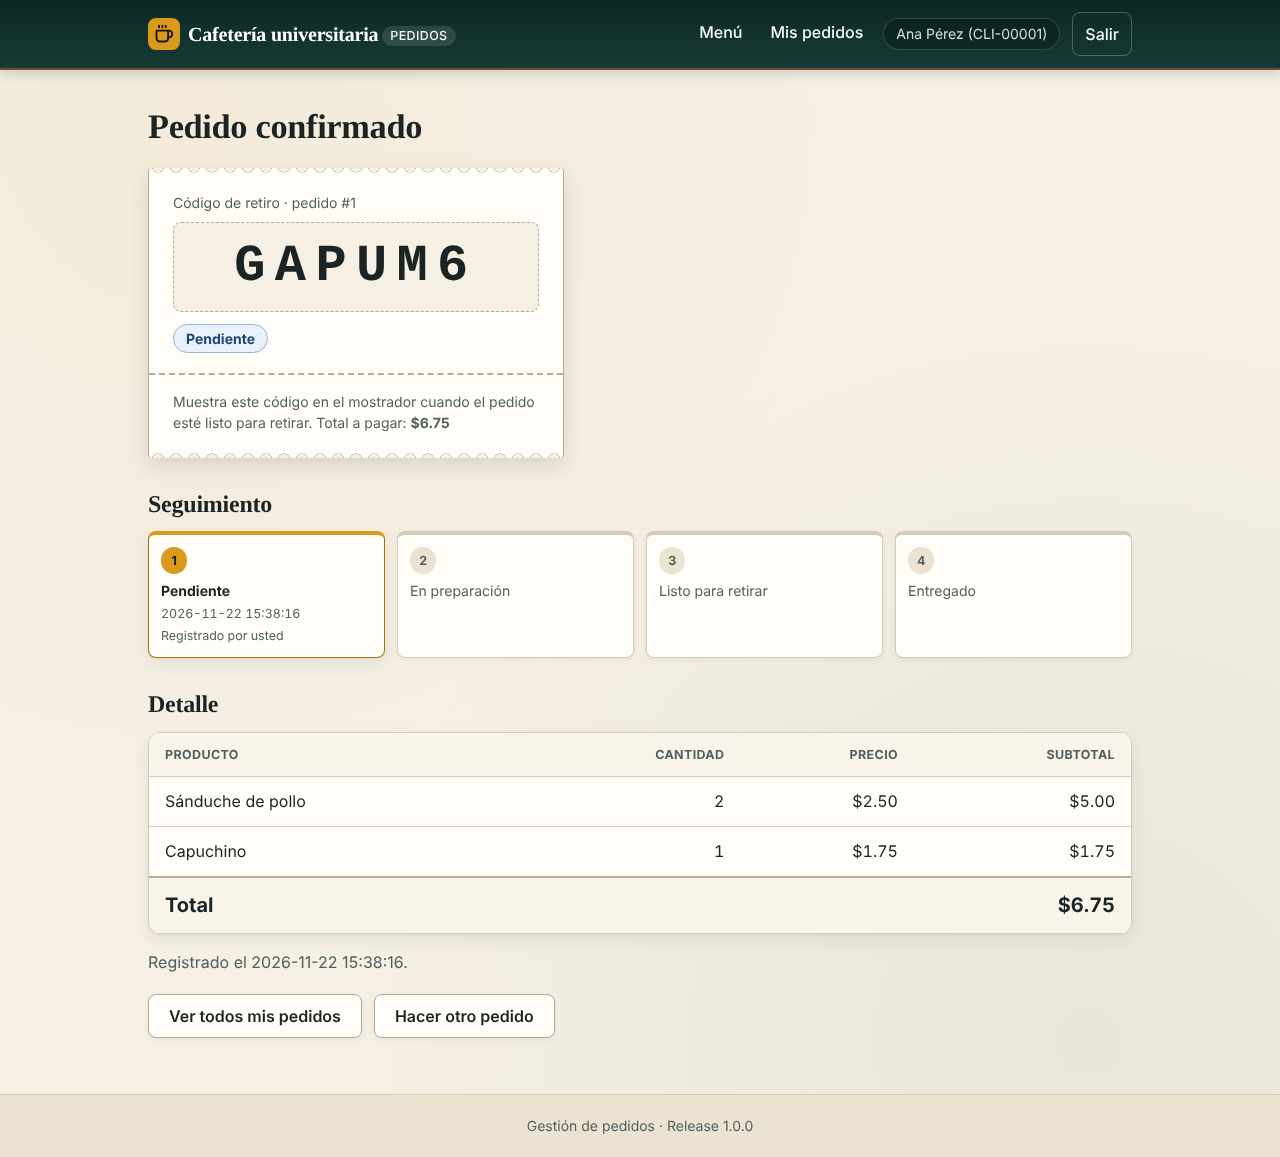 Cafetería universitaria PEDIDOS Menú Mis pedidos Ana Pérez (CLI-00001) Salir
Pedido confirmado
Código de retiro · pedido #1
GAPUM6
Pendiente
Muestra este código en el mostrador cuando el pedido
esté listo para retirar. Total a pagar: $6.75
Seguimiento
1
Pendiente
2026-11-22 15:38:16
Registrado por usted
2
En preparación
3
Listo para retirar
4
Entregado
Detalle
PRODUCTO CANTIDAD PRECIO SUBTOTAL
Sánduche de pollo 2 $2.50 $5.00
Capuchino 1 $1.75 $1.75
Total $6.75
Registrado el 2026-11-22 15:38:16.
Ver todos mis pedidos Hacer otro pedido
Gestión de pedidos · Release 1.0.0